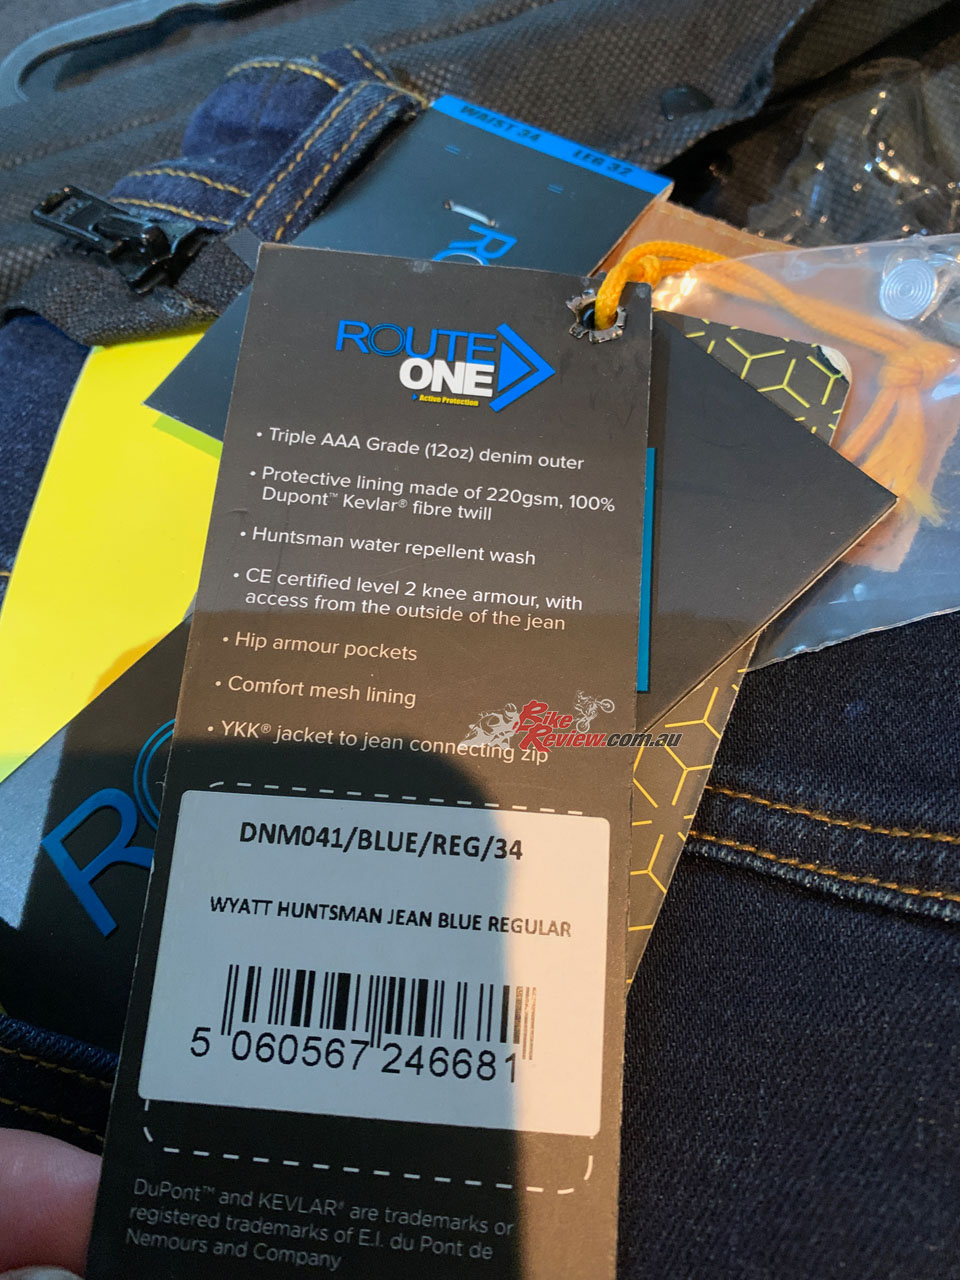 WAIST 34 LEG 32
ROUTE
ONE
Active Protection
• Triple AAA Grade (12oz) denim outer
• Protective lining made of 220gsm, 100%
Dupont™ Kevlar® fibre twill
• Huntsman water repellent wash
• CE certified level 2 knee armour, with
access from the outside of the jean
• Hip armour pockets
• Comfort mesh lining
• YKK® jacket to jean connecting zip
Bike
Review.com.au
DNM041/BLUE/REG/34
WYATT HUNTSMAN JEAN BLUE REGULAR
5 060567 246681
DuPont™ and KEVLAR® are trademarks or
registered trademarks of E.I. du Pont de
Nemours and Company
RO
R